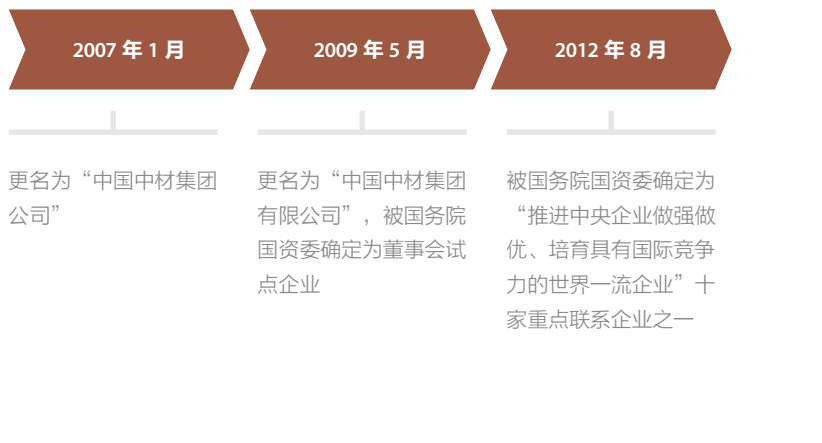 2007 年 1 月
2009 年 5 月
2012 年 8 月
更名为“中国中材集团
公司”
更名为“中国中材集团
有限公司”，被国务院
国资委确定为董事会试
点企业
被国务院国资委确定为
“推进中央企业做强做
优、培育具有国际竞争
力的世界一流企业”十
家重点联系企业之一